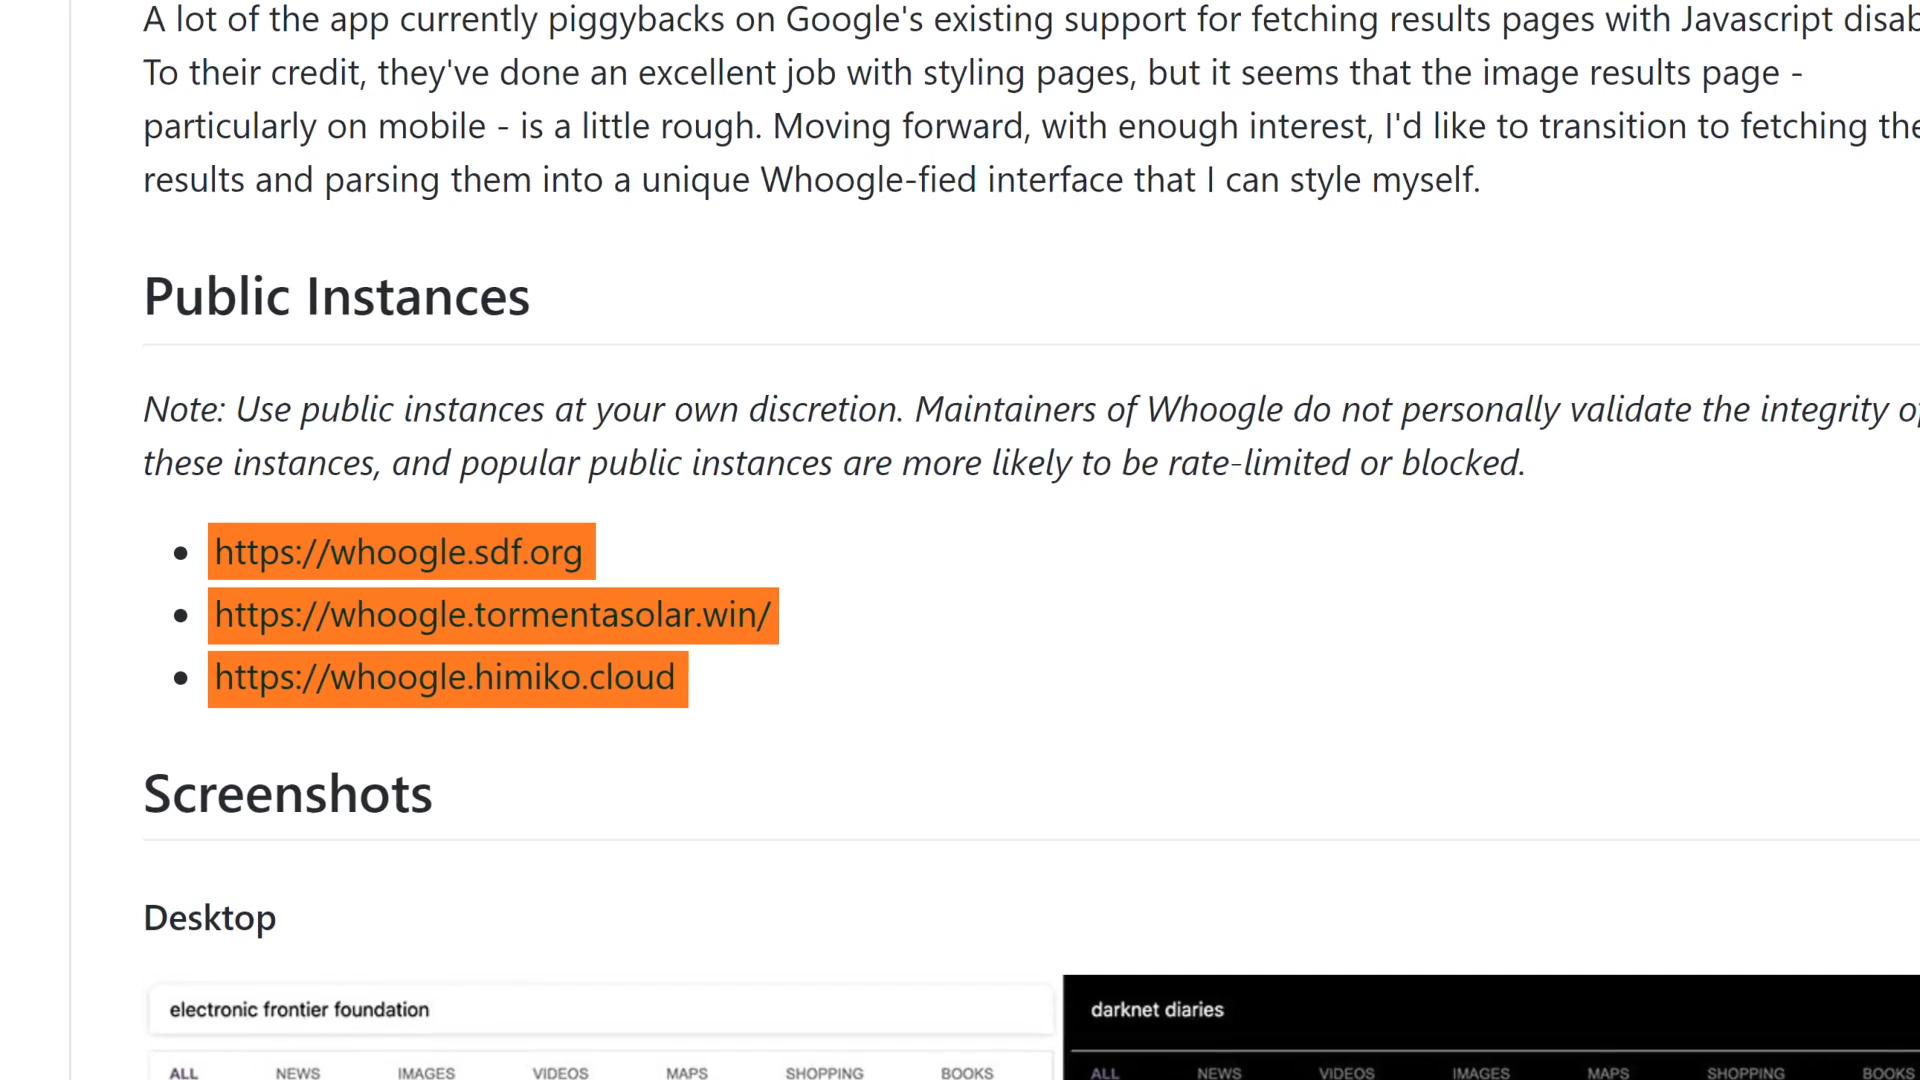 A lot of the app currently piggybacks on Google's existing support for fetching results pages with Javascript
To their credit, they've done an excellent job with styling pages, but it seems that the image results page -
particularly on mobile - is a little rough. Moving forward, with enough interest, I'd like to transition to fetching
results and parsing them into a unique Whoogle-fied interface that I can style myself.
Public Instances
Note: Use public instances at your own discretion. Maintainers of Whoogle do not personally validate the integrity of
these instances, and popular public instances are more likely to be rate-limited or blocked.
• https://whoogle.sdf.org
• https://whoogle.tormentasolar.win/
• https://whoogle.himiko.cloud
Screenshots
Desktop
electronic frontier foundation
darknet diaries
ALL NEWS IMAGES VIDEOS MAPS SHOPPING BOOKS
ALL NEWS VIDEOS IMAGES MAPS SHOPPING BOOKS